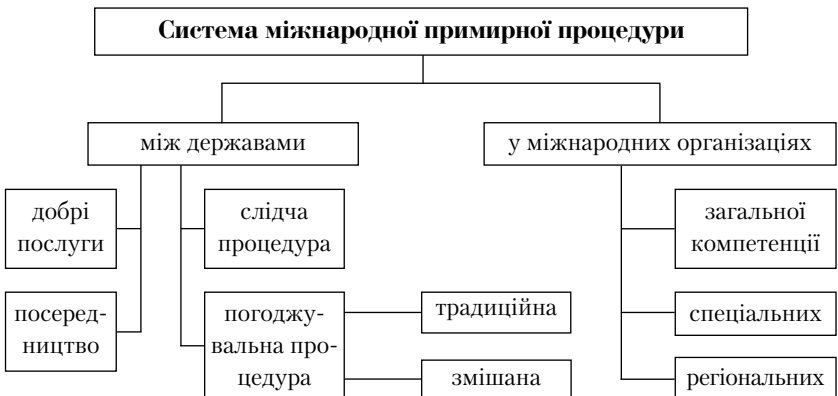 Система міжнародної примирної процедури
між державами
у міжнародних організаціях
добрі
послуги
слідча
процедура
загальної
компетенції
посеред-
ництво
погоджу-
вальна про-
цедура
традиційна
змішана
спеціальних
регіональних